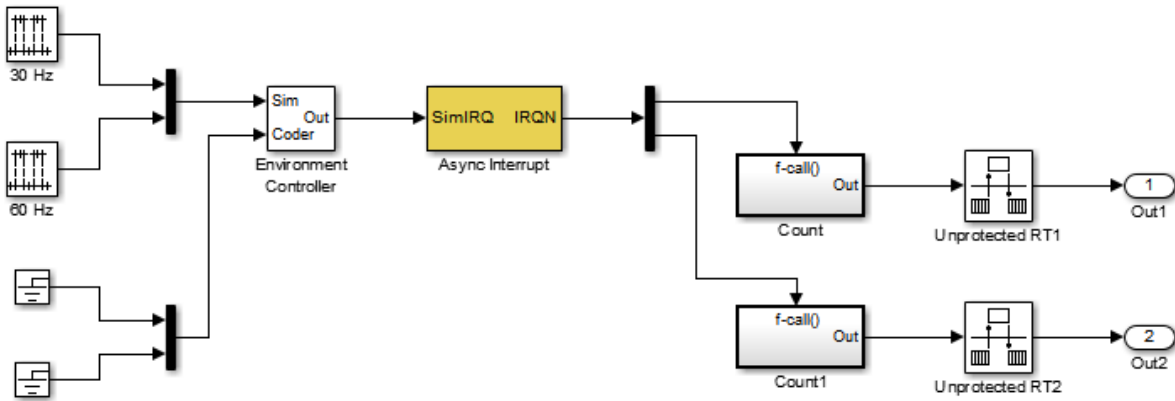 30 Hz
60 Hz
Sim
Out
Coder
Environment
Controller
SimIRQ IRQN
Async Interrupt
f-call()
Out
Count
Unprotected RT1
1
Out1
f-call()
Out
Count1
Unprotected RT2
2
Out2